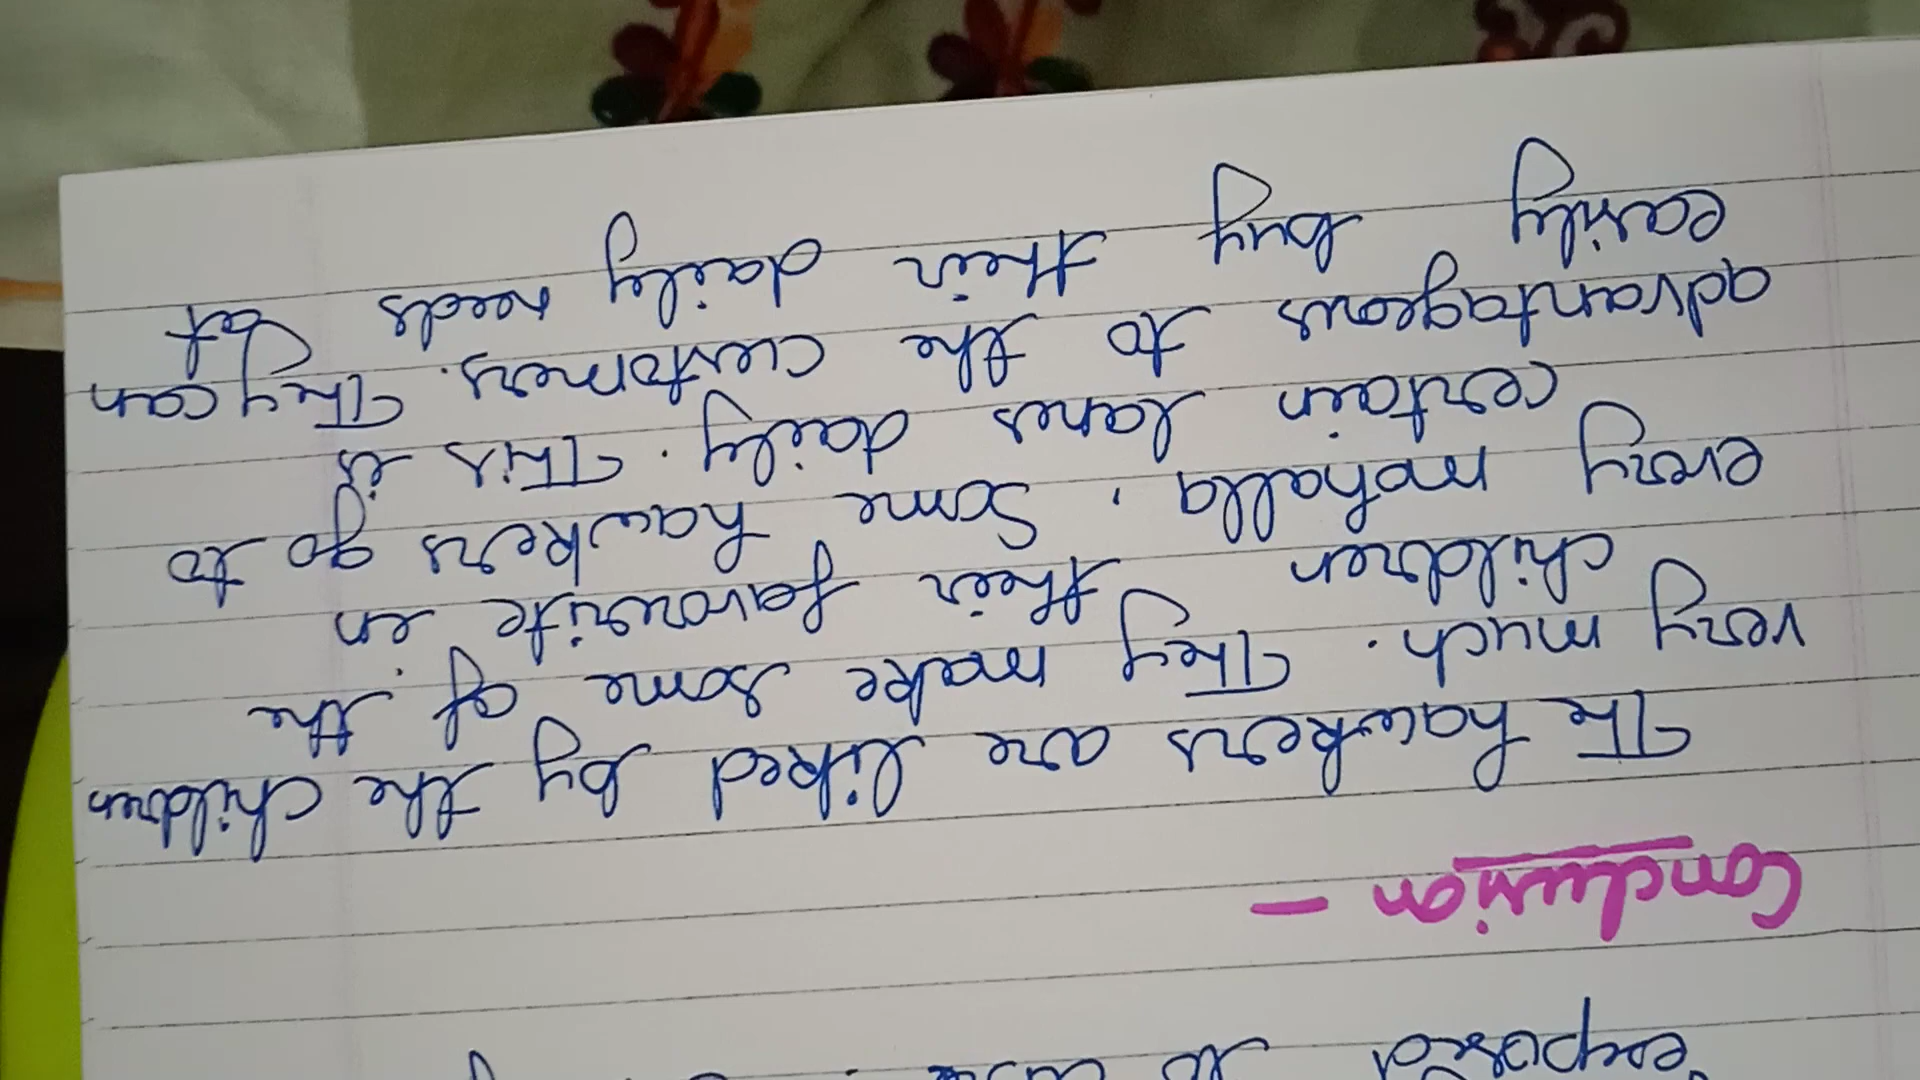 exposed to
Conclusion -
The hawkers are liked by the children
very much. They make some of the
children their favourite in
every mohalla. Some hawkers go to
certain lanes daily. This is
advantageous to the customers. They can
easily buy their daily needs at